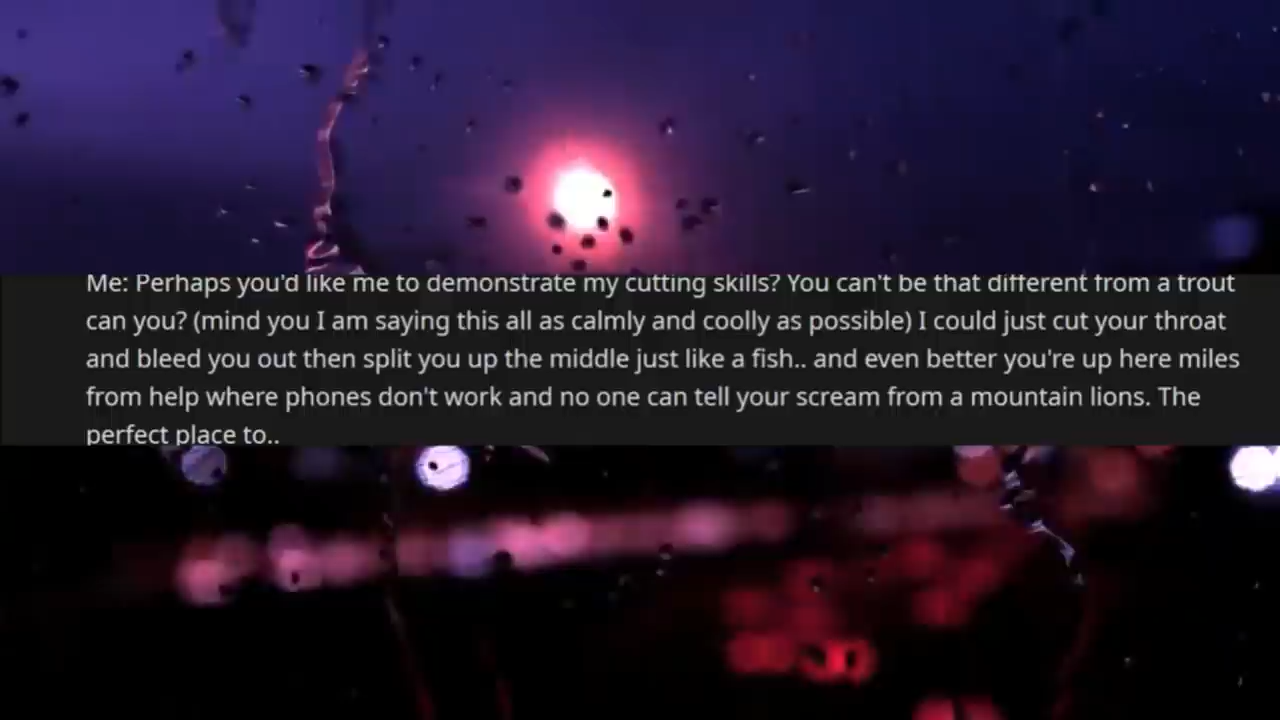 Me: Perhaps you'd like me to demonstrate my cutting skills? You can't be that different from a trout
can you? (mind you I am saying this all as calmly and coolly as possible) I could just cut your throat
and bleed you out then split you up the middle just like a fish.. and even better you're up here miles
from help where phones don't work and no one can tell your scream from a mountain lions. The
perfect place to..